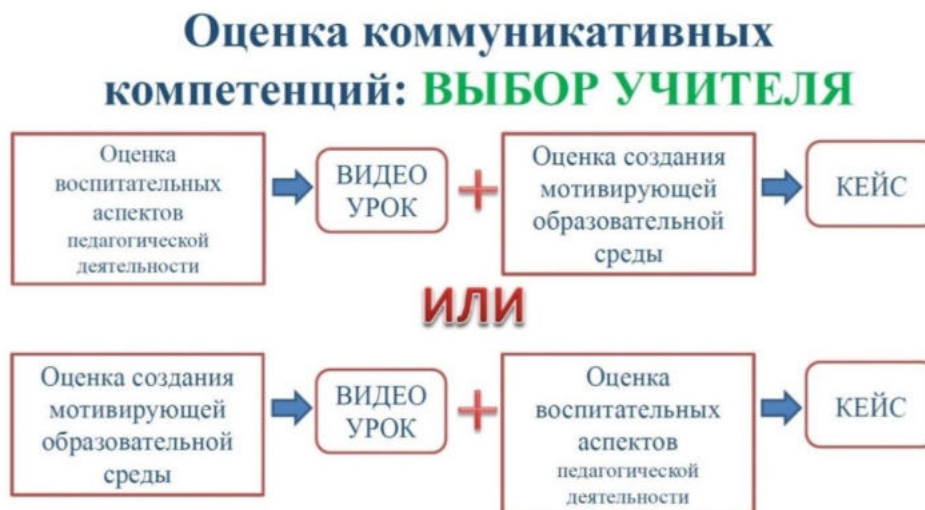 Оценка коммуникативных
компетенций: ВЫБОР УЧИТЕЛЯ
Оценка
воспитательных
аспектов
педагогической
деятельности
ВИДЕО
УРОК
+
Оценка создания
мотивирующей
образовательной
среды
КЕЙС
ИЛИ
Оценка создания
мотивирующей
образовательной
среды
ВИДЕО
УРОК
+
Оценка
воспитательных
аспектов
педагогической
деятельности
КЕЙС